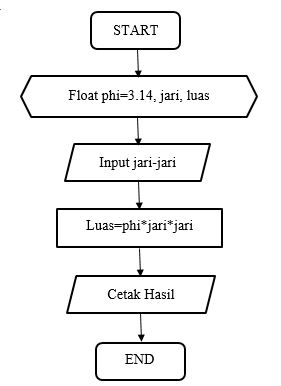 START
Float phi=3.14, jari, luas
Input jari-jari
Luas=phi*jari*jari
Cetak Hasil
END